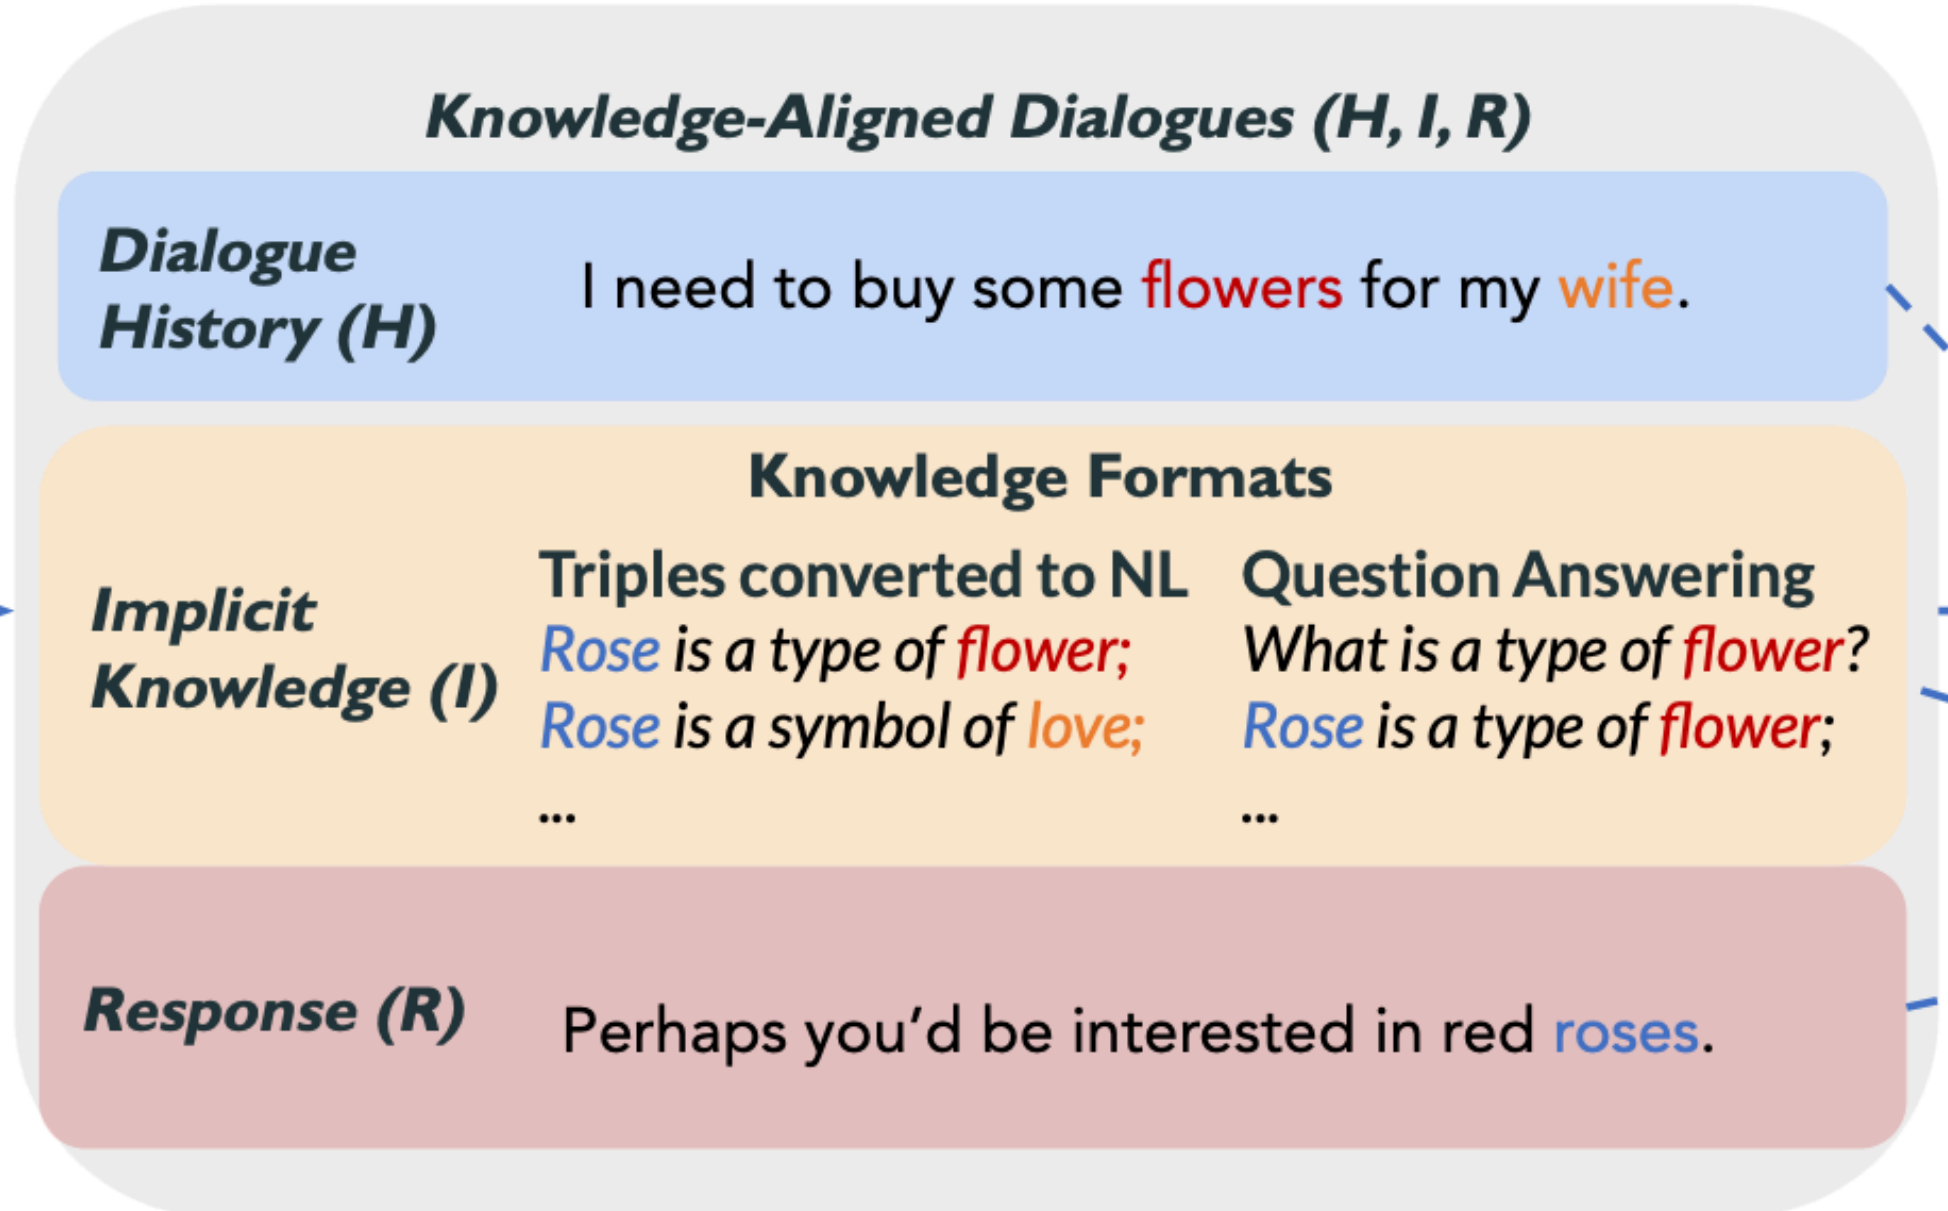 Knowledge-Aligned Dialogues (H, I, R)
Dialogue
History (H)
I need to buy some flowers for my wife.
Knowledge Formats
Implicit
Knowledge (I)
Triples converted to NL
Rose is a type of flower;
Rose is a symbol of love;
...
Question Answering
What is a type of flower?
Rose is a type of flower;
...
Response (R)
Perhaps you'd be interested in red roses.